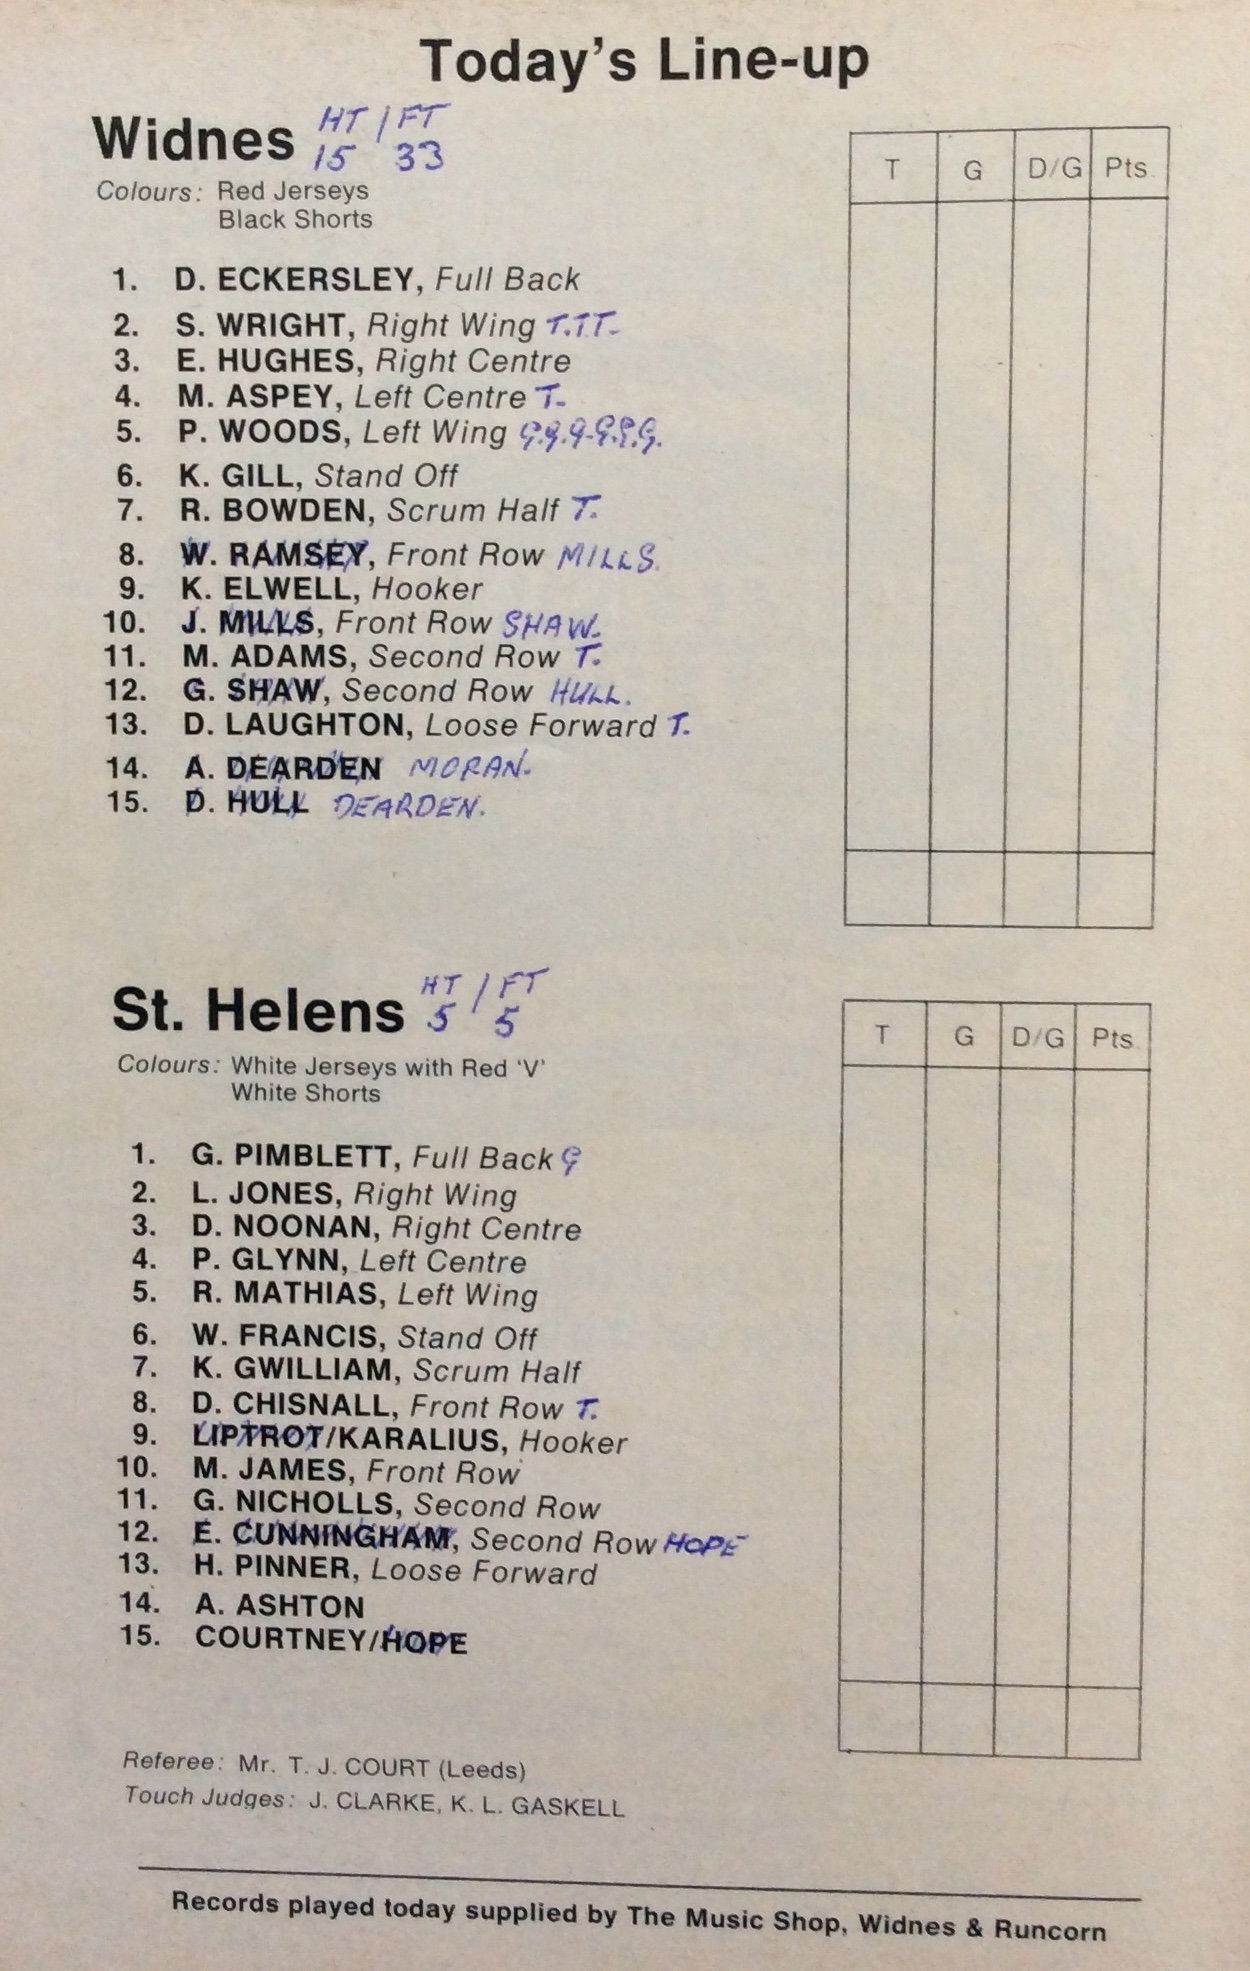 Today's Line-up
Widnes HT / FT
15 33
Colours: Red Jerseys
Black Shorts
T G D/G Pts.
1. D. ECKERSLEY, Full Back
2. S. WRIGHT, Right Wing T.T.T.
3. E. HUGHES, Right Centre
4. M. ASPEY, Left Centre T.
5. P. WOODS, Left Wing G.G.G.G.G.G.
6. K. GILL, Stand Off
7. R. BOWDEN, Scrum Half T.
8. W. RAMSEY, Front Row MILLS.
9. K. ELWELL, Hooker
10. J. MILLS, Front Row SHAW.
11. M. ADAMS, Second Row T.
12. G. SHAW, Second Row HULL.
13. D. LAUGHTON, Loose Forward T.
14. A. DEARDEN MORAN.
15. D. HULL DEARDEN.
St. Helens HT / FT
5 5
Colours: White Jerseys with Red 'V'
White Shorts
T G D/G Pts.
1. G. PIMBLETT, Full Back G
2. L. JONES, Right Wing
3. D. NOONAN, Right Centre
4. P. GLYNN, Left Centre
5. R. MATHIAS, Left Wing
6. W. FRANCIS, Stand Off
7. K. GWILLIAM, Scrum Half
8. D. CHISNALL, Front Row T.
9. LIPTROT/KARALIUS, Hooker
10. M. JAMES, Front Row
11. G. NICHOLLS, Second Row
12. E. CUNNINGHAM, Second Row HOPE
13. H. PINNER, Loose Forward
14. A. ASHTON
15. COURTNEY/HOPE
Referee: Mr. T. J. COURT (Leeds)
Touch Judges: J. CLARKE, K. L. GASKELL
Records played today supplied by The Music Shop, Widnes & Runcorn